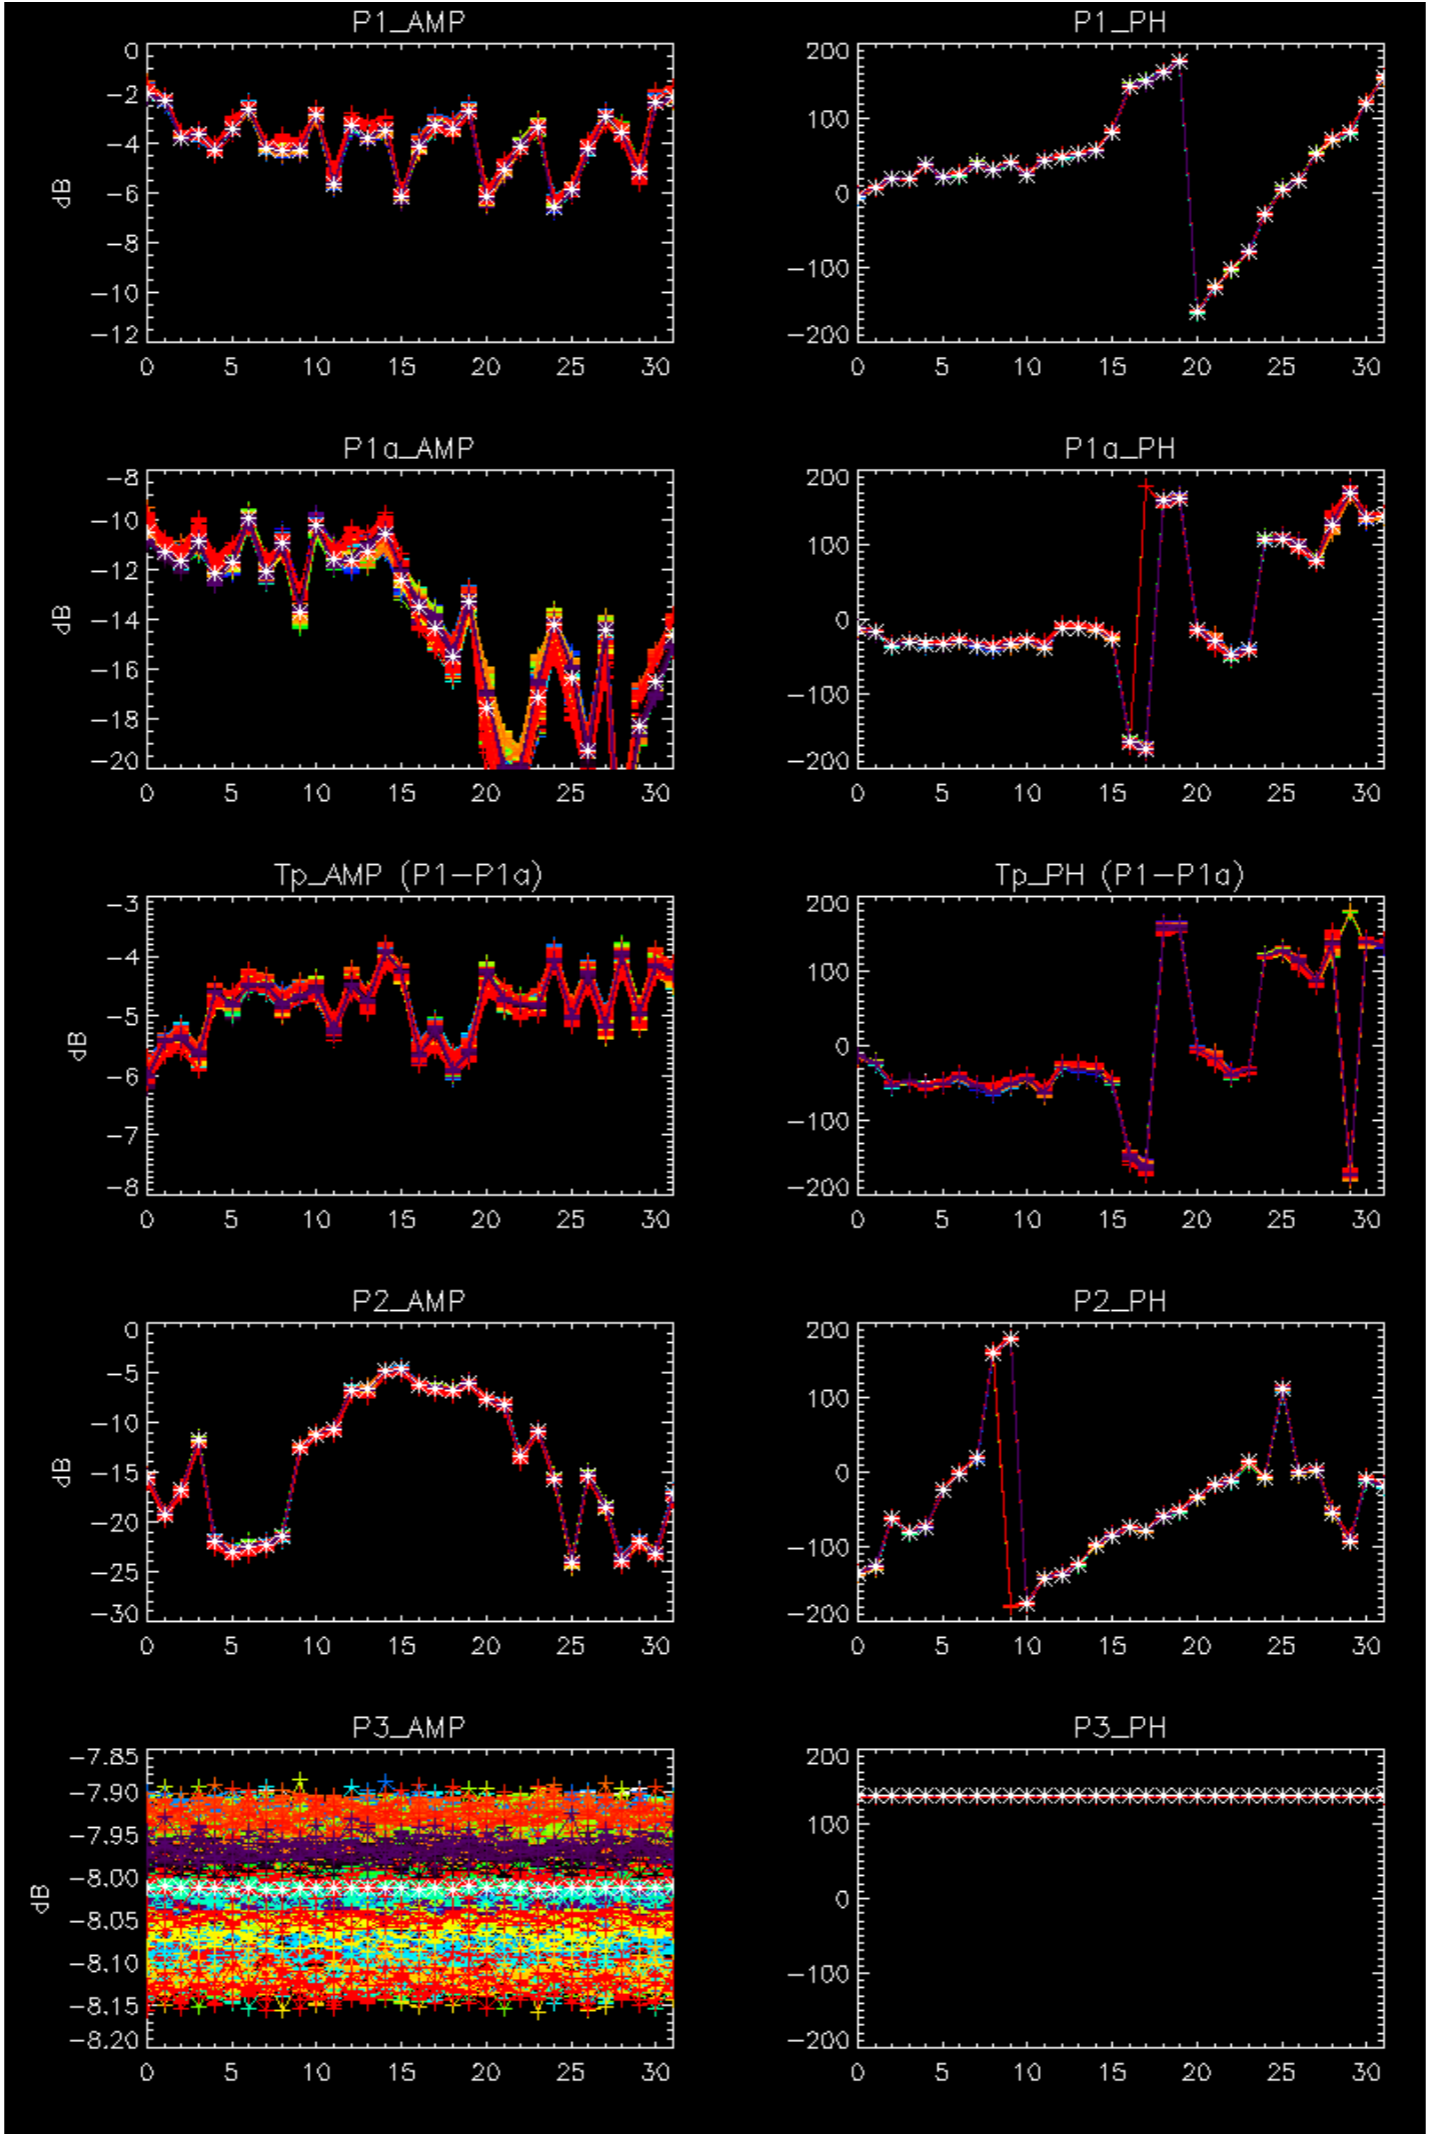 P1_AMP P1_PH
0 200
−2
−4 100
−6 0
−8
−10 −100
−12 −200
dB
0 5 10 15 20 25 30 0 5 10 15 20 25 30
P1a_AMP P1a_PH
−8 200
−10
−12 100
−14 0
−16
−18 −100
−20 −200
dB
0 5 10 15 20 25 30 0 5 10 15 20 25 30
Tp_AMP (P1−P1a) Tp_PH (P1−P1a)
−3 200
−4 100
−5 0
−6
−7 −100
−8 −200
dB
0 5 10 15 20 25 30 0 5 10 15 20 25 30
P2_AMP P2_PH
0 200
−5
−10 100
−15 0
−20
−25 −100
−30 −200
dB
0 5 10 15 20 25 30 0 5 10 15 20 25 30
P3_AMP P3_PH
−7.85 200
−7.90
−7.95 100
−8.00 0
−8.05
−8.10 −100
−8.15
−8.20 −200
dB
0 5 10 15 20 25 30 0 5 10 15 20 25 30